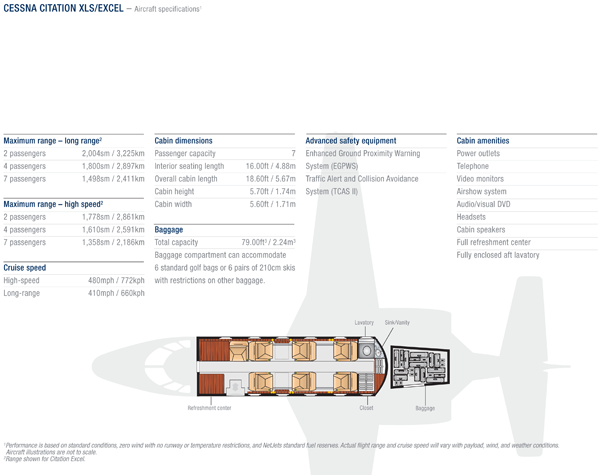 CESSNA CITATION XLS/EXCEL — Aircraft specifications¹
Maximum range – long range²
2 passengers 2,004sm / 3,225km
4 passengers 1,800sm / 2,897km
7 passengers 1,498sm / 2,411km
Maximum range – high speed²
2 passengers 1,778sm / 2,861km
4 passengers 1,610sm / 2,591km
7 passengers 1,358sm / 2,186km
Cruise speed
High-speed 480mph / 772kph
Long-range 410mph / 660kph
Cabin dimensions
Passenger capacity 7
Interior seating length 16.00ft / 4.88m
Overall cabin length 18.60ft / 5.67m
Cabin height 5.70ft / 1.74m
Cabin width 5.60ft / 1.71m
Baggage
Total capacity 79.00ft³ / 2.24m³
Baggage compartment can accommodate
6 standard golf bags or 6 pairs of 210cm skis
with restrictions on other baggage.
Advanced safety equipment
Enhanced Ground Proximity Warning
System (EGPWS)
Traffic Alert and Collision Avoidance
System (TCAS II)
Cabin amenities
Power outlets
Telephone
Video monitors
Airshow system
Audio/visual DVD
Headsets
Cabin speakers
Full refreshment center
Fully enclosed aft lavatory
Lavatory
Sink/Vanity
Refreshment center
Closet
Baggage
¹Performance is based on standard conditions, zero wind with no runway or temperature restrictions, and NetJets standard fuel reserves. Actual flight range and cruise speed will vary with payload, wind, and weather conditions.
Aircraft illustrations are not to scale.
²Range shown for Citation Excel.